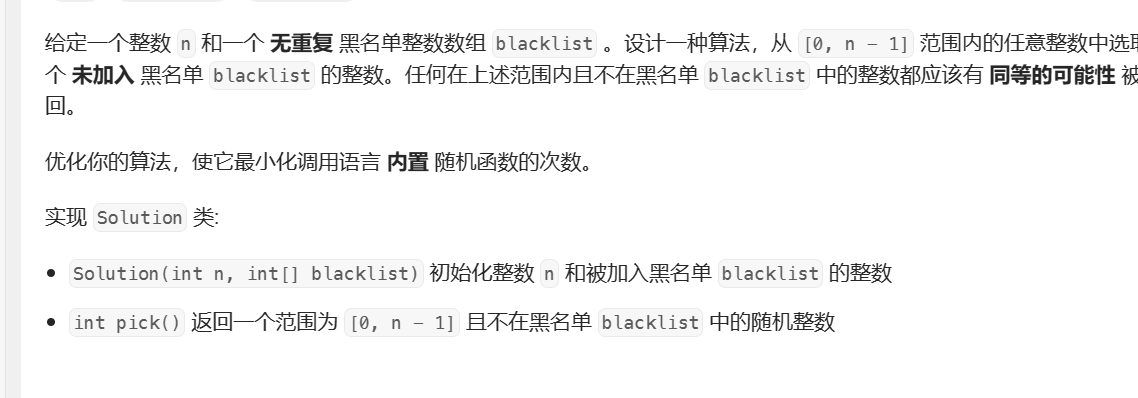 给定一个整数 n 和一个 无重复 黑名单整数数组 blacklist 。设计一种算法，从 [0, n - 1] 范围内的任意整数中选取
个 未加入 黑名单 blacklist 的整数。任何在上述范围内且不在黑名单 blacklist 中的整数都应该有 同等的可能性 被
回。
优化你的算法，使它最小化调用语言 内置 随机函数的次数。
实现 Solution 类:
• Solution(int n, int[] blacklist) 初始化整数 n 和被加入黑名单 blacklist 的整数
• int pick() 返回一个范围为 [0, n - 1] 且不在黑名单 blacklist 中的随机整数